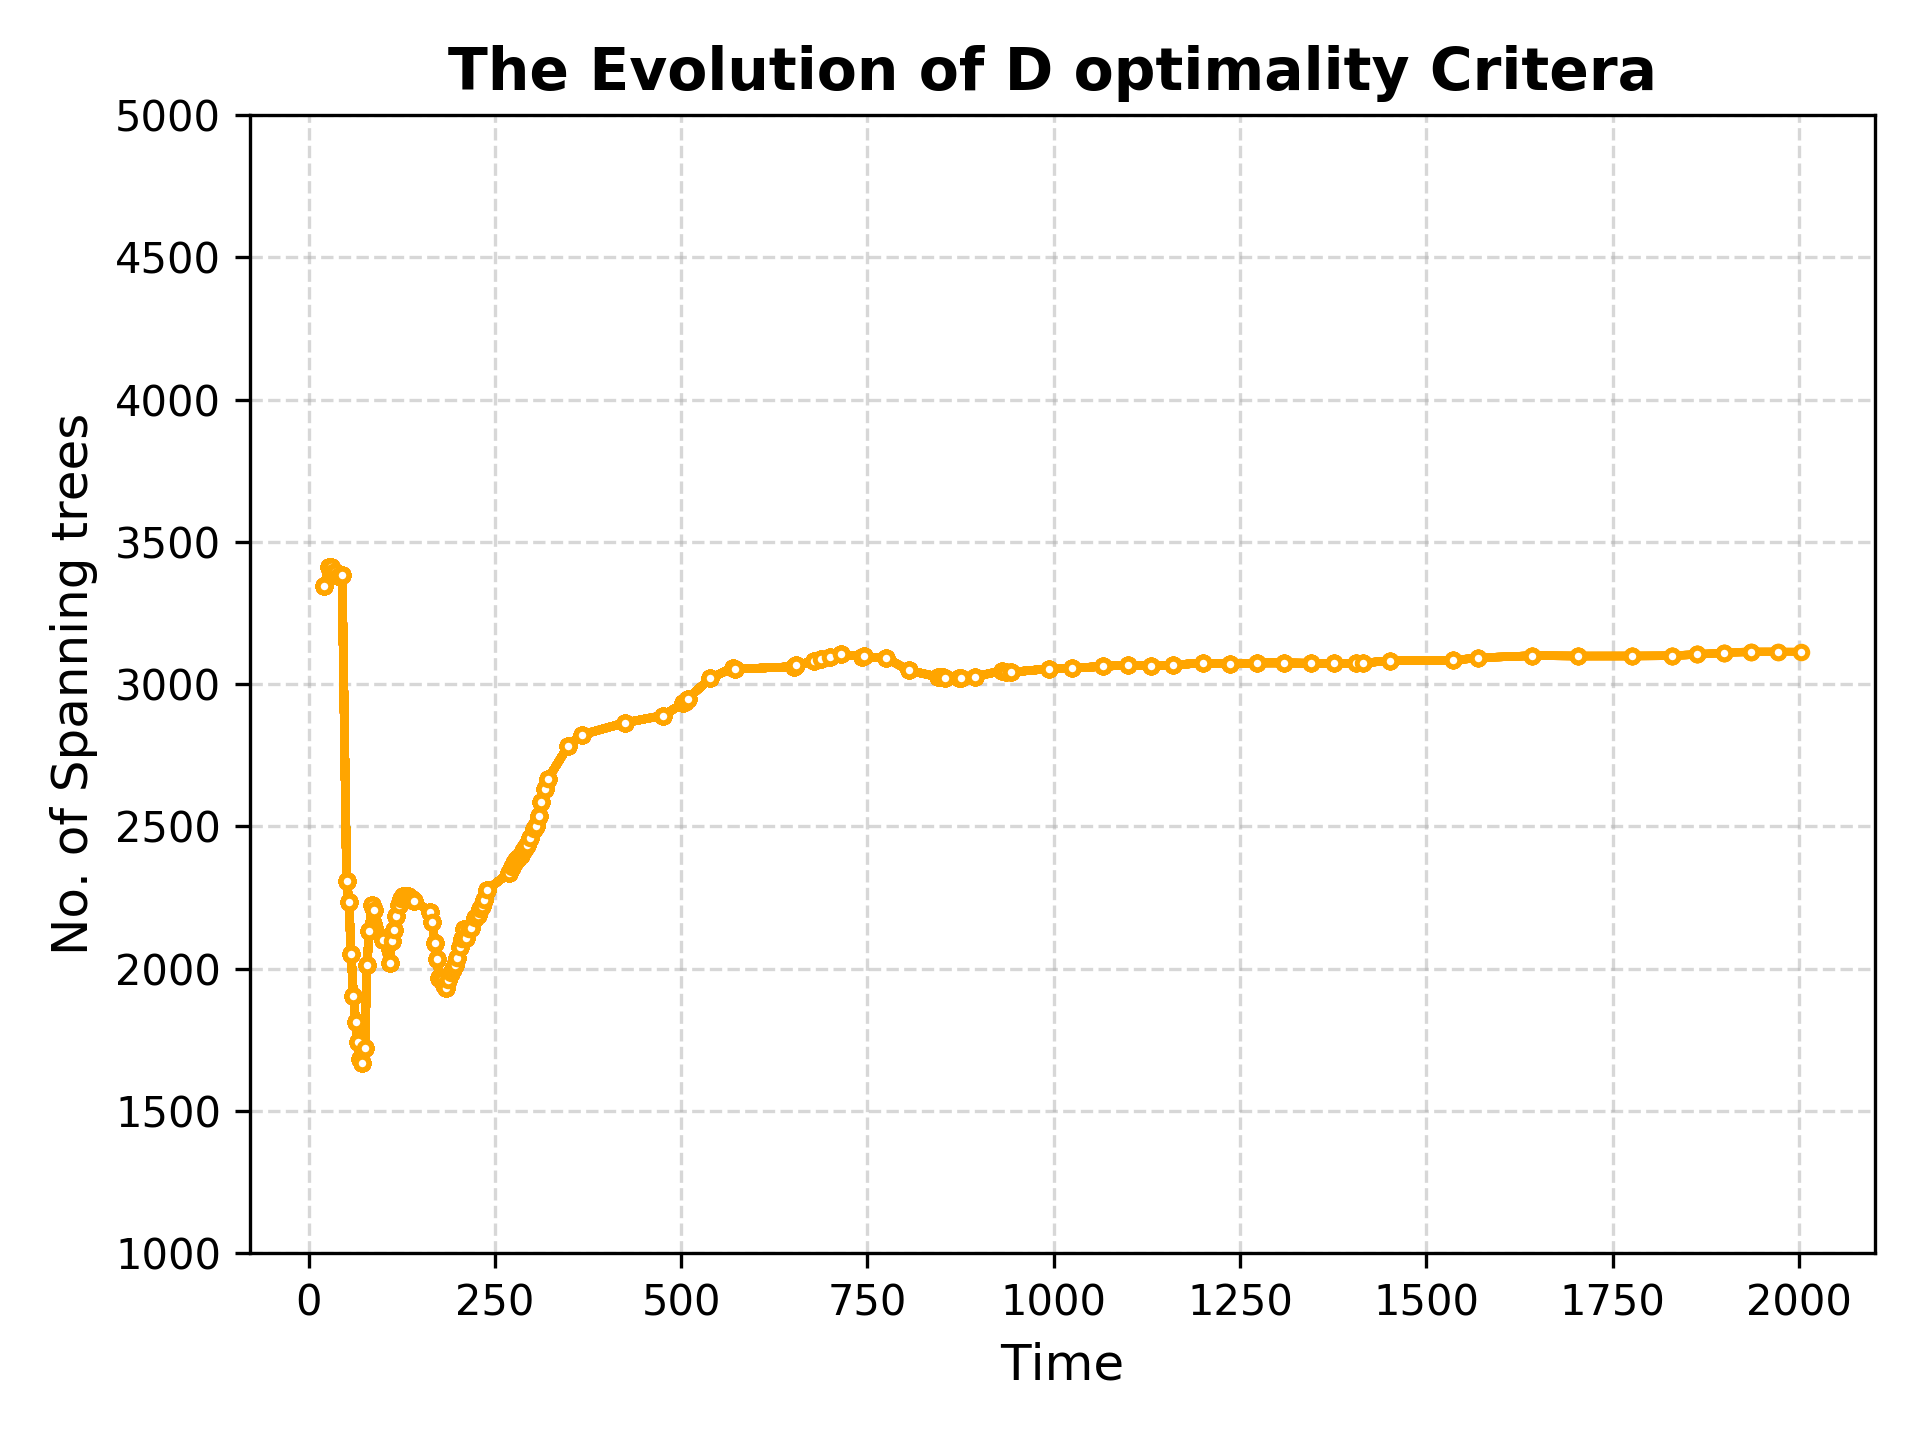 The Evolution of D optimality Critera
5000
4500
4000
3500
3000
2500
2000
1500
1000
No. of Spanning trees
0 250 500 750 1000 1250 1500 1750 2000
Time